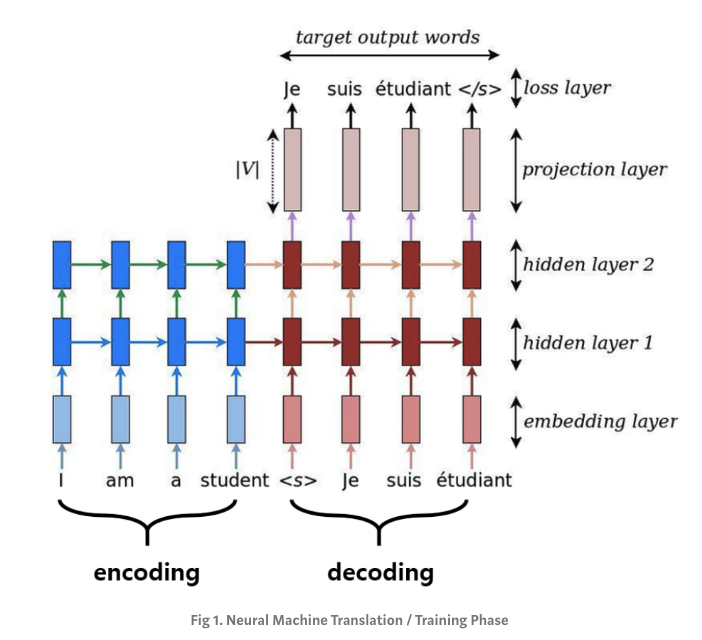 target output words
Je suis étudiant </s> loss layer
|V| projection layer
hidden layer 2
hidden layer 1
embedding layer
I am a student <s> Je suis étudiant
encoding decoding
Fig 1. Neural Machine Translation / Training Phase